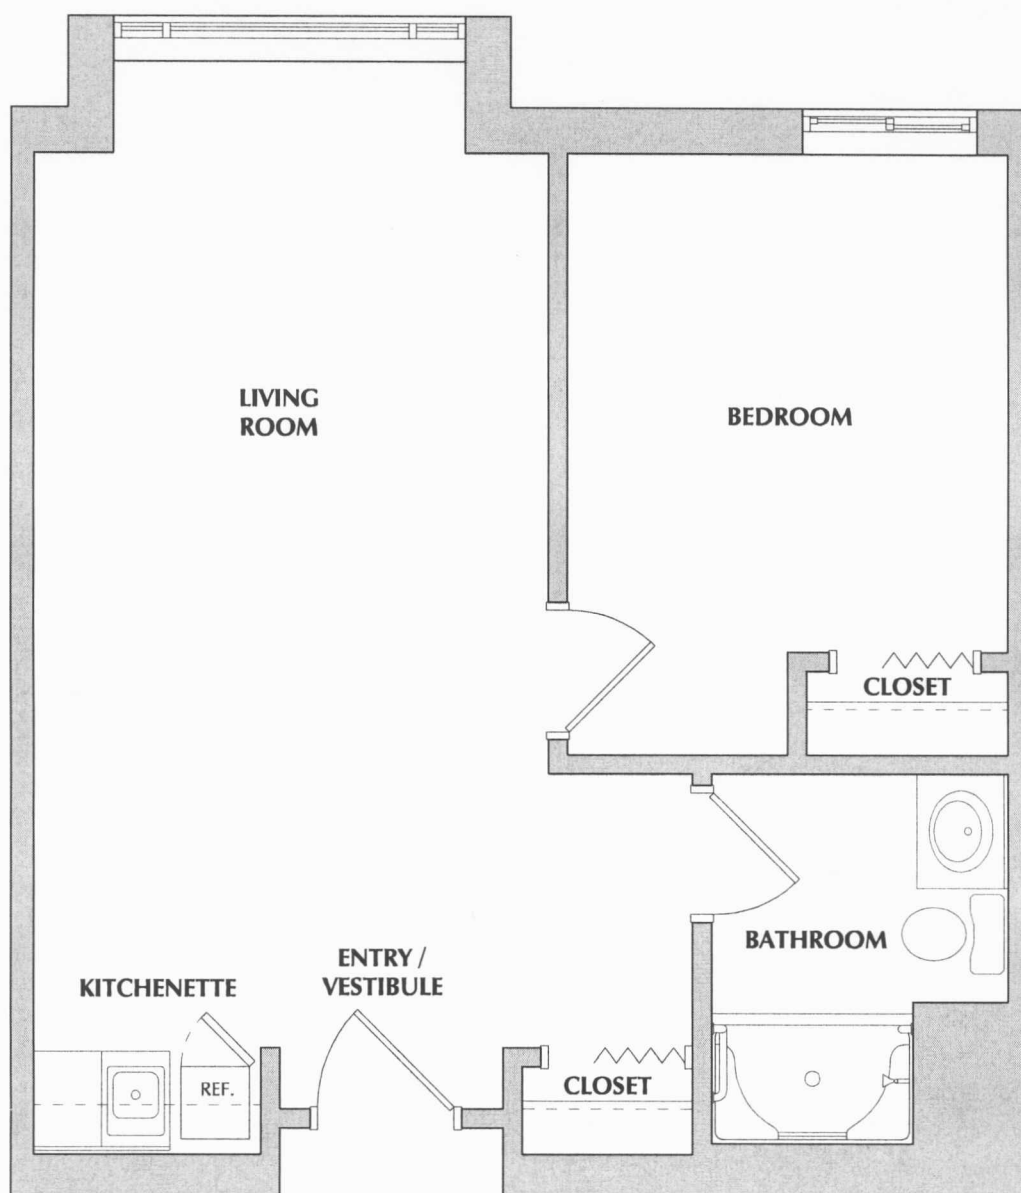 LIVING
ROOM
BEDROOM
CLOSET
BATHROOM
ENTRY /
VESTIBULE
KITCHENETTE
REF.
CLOSET